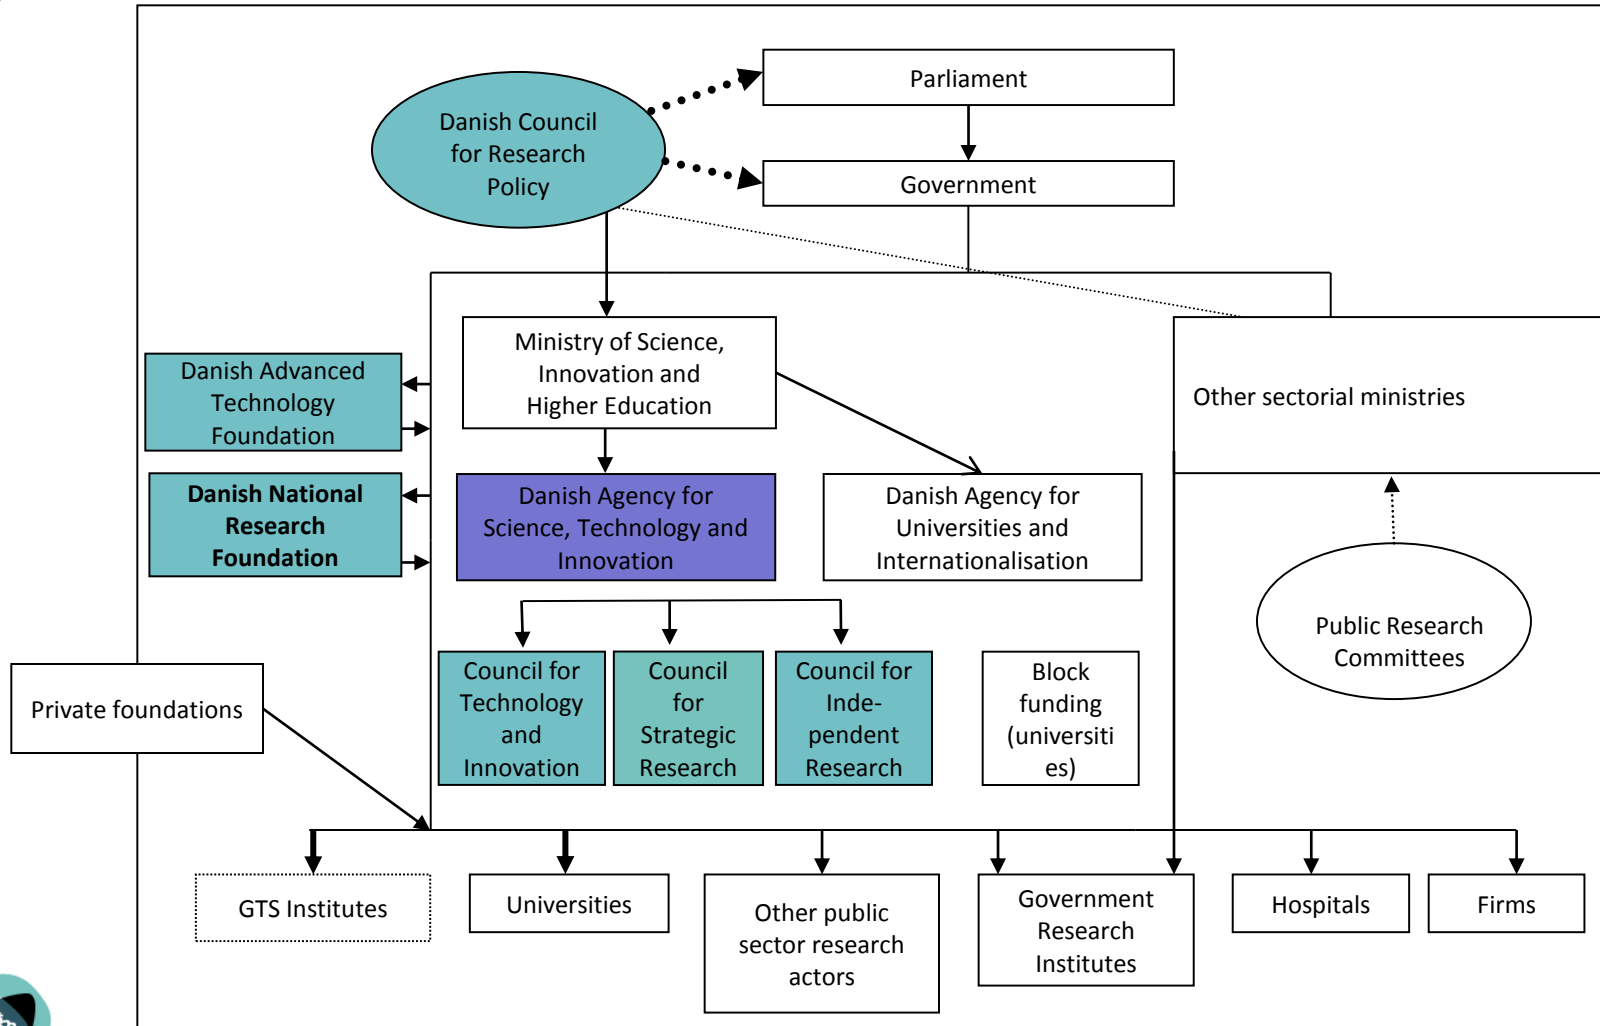 Parliament
Danish Council
for Research
Policy
Government
Ministry of Science,
Innovation and
Higher Education
Danish Advanced
Technology
Foundation
Other sectorial ministries
Danish National
Research
Foundation
Danish Agency for
Science, Technology and
Innovation
Danish Agency for
Universities and
Internationalisation
Public Research
Committees
Private foundations
Council for
Technology
and
Innovation
Council
for
Strategic
Research
Council for
Inde-
pendent
Research
Block
funding
(universiti
es)
GTS Institutes
Universities
Other public
sector research
actors
Government
Research
Institutes
Hospitals
Firms